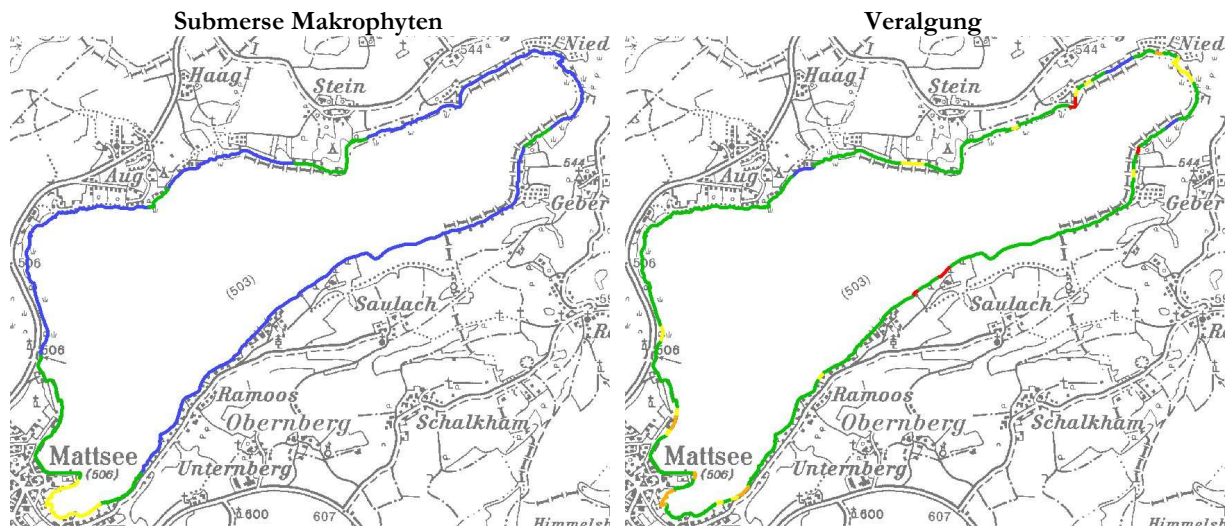 Submerse Makrophyten
Veralgung
544
Nied
Haag
Stein
Aug
544
Geber
506
(503)
Saulach
506
Ramoos
Obernberg
Schalkham
Mattsee
(506)
Unternberg
600
607
Himmelsb
544
Nied
Haag
Stein
Aug
544
Geber
506
(503)
Saulach
506
Ramoos
Obernberg
Schalkham
Mattsee
(506)
Unternberg
600
607
Himmels